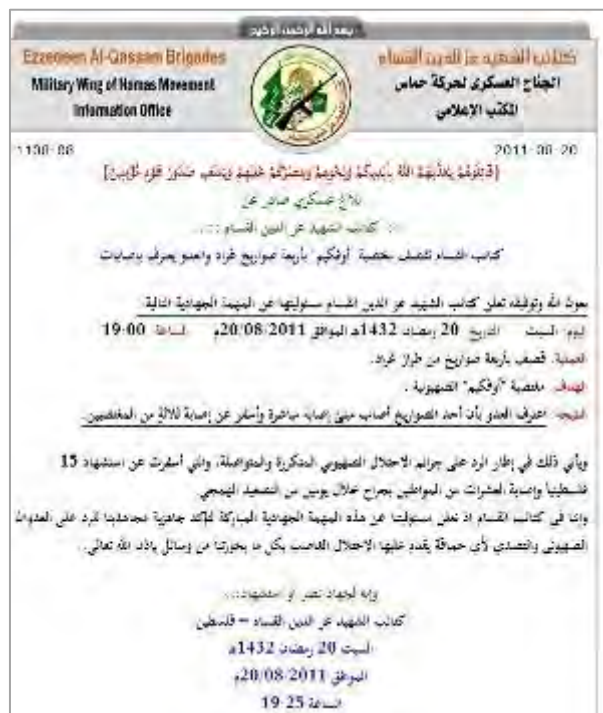 بسم الله الرحمن الرحيم
Ezzedeen Al-Qassam Brigades
Military Wing of Hamas Movement
Information Office
كتائب الشهيد عز الدين القسام
الجناح العسكري لحركة حماس
المكتب الإعلامي
1108-86
2011-08-20
{قَاتِلُوهُمْ يُعَذِّبْهُمُ اللَّهُ بِأَيْدِيكُمْ وَيُخْزِهِمْ وَيَنصُرْكُمْ عَلَيْهِمْ وَيَشْفِ صُدُورَ قَوْمٍ مُّؤْمِنِينَ}
بلاغ عسكري صادر عن
::: كتائب الشهيد عز الدين القسام :::
كتائب القسام تقصف مغتصبة "أوفكيم" بأربعة صواريخ غراد والعدو يعترف بإصابات
بعون الله وتوفيقه تعلن كتائب الشهيد عز الدين القسام مسئوليتها عن المهمة الجهادية التالية:
اليوم: السبت التاريخ: 20 رمضان 1432هـ الموافق 20/08/2011م الساعة: 19:00
العملية: قصف بأربعة صواريخ من طراز غراد.
الهدف: مغتصبة "أوفكيم" الصهيونية .
النتيجة: اعترف العدو بأن أحد الصواريخ أصاب مبنى إصابة مباشرة وأسفر عن إصابة ثلاثة من المغتصبين.
ويأتي ذلك في إطار الرد على جرائم الاحتلال الصهيوني المتكررة والمتواصلة، والتي أسفرت عن استشهاد 15
فلسطينياً وإصابة العشرات من المواطنين بجراح خلال يومين من التصعيد الهمجي.
وإننا في كتائب القسام إذ نعلن مسئوليتنا عن هذه المهمة الجهادية المباركة لنؤكد جاهزية مجاهدينا للرد على العدوان
الصهيوني والتصدي لأي حماقة يقدم عليها الاحتلال الغاصب بكل ما بحوزتنا من وسائل بإذن الله تعالى.
وإنه لجهاد نصر أو استشهاد...
كتائب الشهيد عز الدين القسام – فلسطين
السبت 20 رمضان 1432هـ
الموافق 20/08/2011م
الساعة 19:25